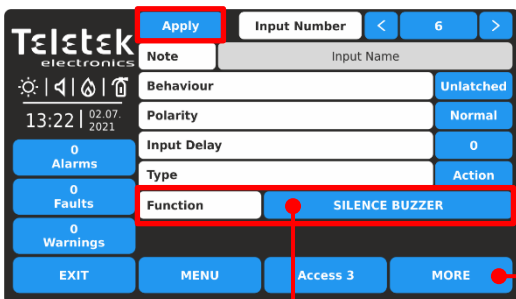 Teletek
electronics
13:22 02.07.
2021
0
Alarms
0
Faults
0
Warnings
EXIT
Apply Input Number < 6 >
Note Input Name
Behaviour Unlatched
Polarity Normal
Input Delay 0
Type Action
Function SILENCE BUZZER
MENU Access 3 MORE